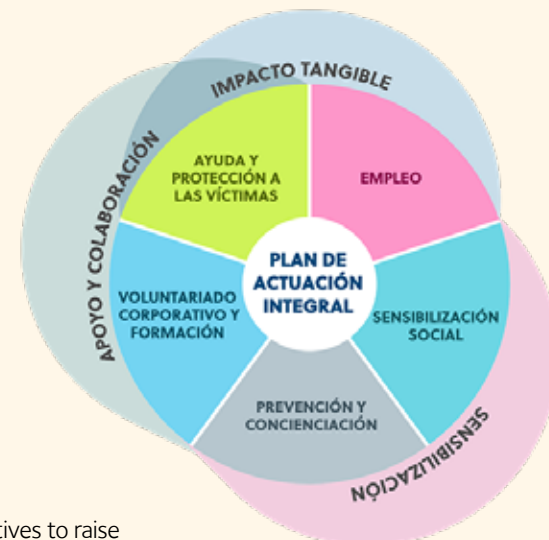 IMPACTO TANGIBLE
APOYO Y COLABORACIÓN
AYUDA Y
PROTECCIÓN A
LAS VÍCTIMAS
EMPLEO
PLAN DE
ACTUACIÓN
INTEGRAL
VOLUNTARIADO
CORPORATIVO Y
FORMACIÓN
SENSIBILIZACIÓN
SOCIAL
PREVENCIÓN Y
CONCIENCIACIÓN
SENSIBILIZACIÓN
tives to raise